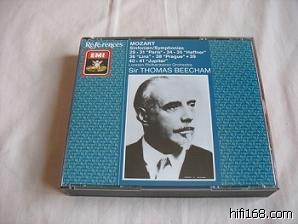 References
EMI
MOZART
Sinfonien/Symphonies
29 · 31 "Paris" · 34 · 35 "Haffner"
36 "Linz" · 38 "Prague" · 39
40 · 41 "Jupiter"
London Philharmonic Orchestra
Sir THOMAS BEECHAM
hifi168.com